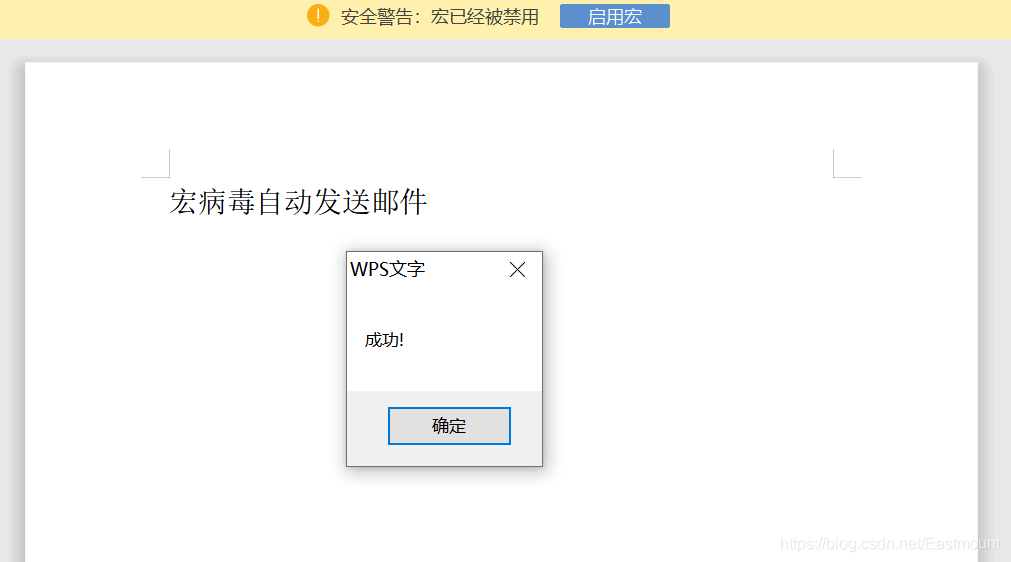 ! 安全警告：宏已经被禁用 启用宏
宏病毒自动发送邮件
WPS文字
成功!
确定
https://blog.csdn.net/Eastmount